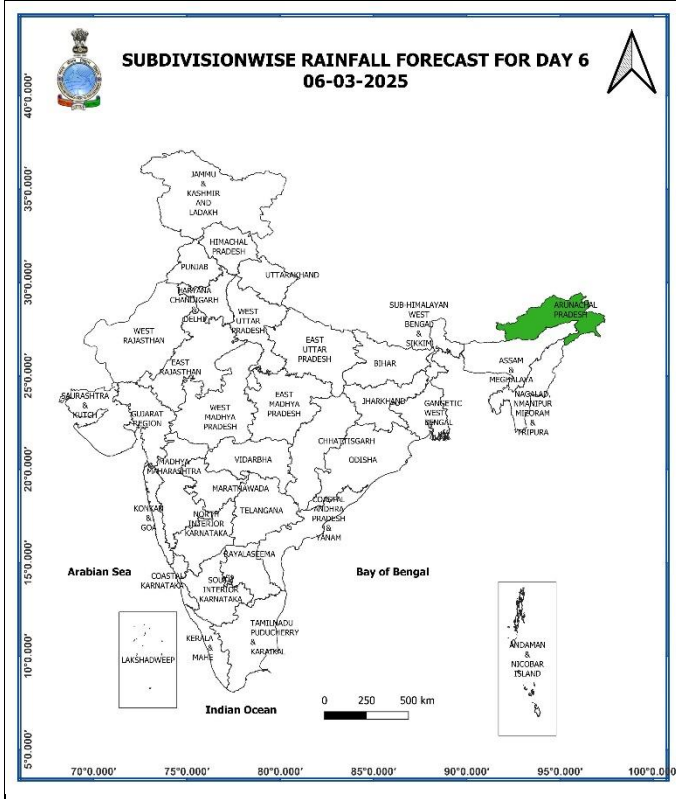 SUBDIVISIONWISE RAINFALL FORECAST FOR DAY 6
06-03-2025
40°0.000'
35°0.000'
30°0.000'
25°0.000'
20°0.000'
15°0.000'
10°0.000'
5°0.000'
JAMMU
&
KASHMIR
AND
LADAKH
HIMACHAL
PRADESH
PUNJAB
UTTARAKHAND
HARYANA
CHANDIGARH
&
DELHI
WEST
UTTAR
PRADESH
SUB-HIMALAYAN
WEST
BENGAL
&
SIKKIM
ARUNACHAL
PRADESH
WEST
RAJASTHAN
EAST
RAJASTHAN
EAST
UTTAR
PRADESH
BIHAR
ASSAM
&
MEGHALAYA
NAGALAD,
MANIPUR
MIZORAM
&
TRIPURA
SAURASHTRA
&
KUTCH
GUJARAT
REGION
WEST
MADHYA
PRADESH
EAST
MADHYA
PRADESH
JHARKHAND
GANGETIC
WEST
BENGAL
CHHATTISGARH
ODISHA
MADHYA
MAHARASHTRA
VIDARBHA
MARATHAWADA
TELANGANA
COASTAL
ANDHRA
PRADESH
&
YANAM
KONKAN
&
GOA
NORTH
INTERIOR
KARNATAKA
RAYALASEEMA
Arabian Sea
Bay of Bengal
COASTAL
KARNATAKA
SOUTH
INTERIOR
KARNATAKA
TAMILNADU
PUDUCHERRY
&
KARAIKAL
KERALA
&
MAHE
LAKSHADWEEP
ANDAMAN
&
NICOBAR
ISLAND
Indian Ocean
0 250 500 km
70°0.000' 75°0.000' 80°0.000' 85°0.000' 90°0.000' 95°0.000' 100°0.000'